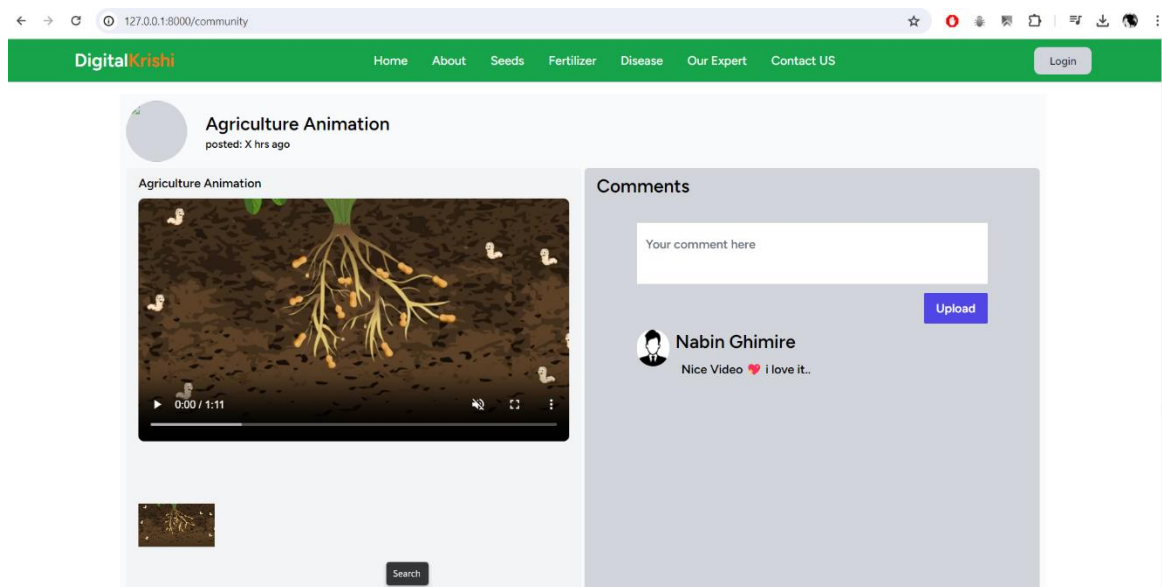 127.0.0.1:8000/community
DigitalKrishi Home About Seeds Fertilizer Disease Our Expert Contact US Login
Agriculture Animation
posted: X hrs ago
Agriculture Animation
0:00 / 1:11
Comments
Your comment here
Upload
Nabin Ghimire
Nice Video 💖 i love it..
Search